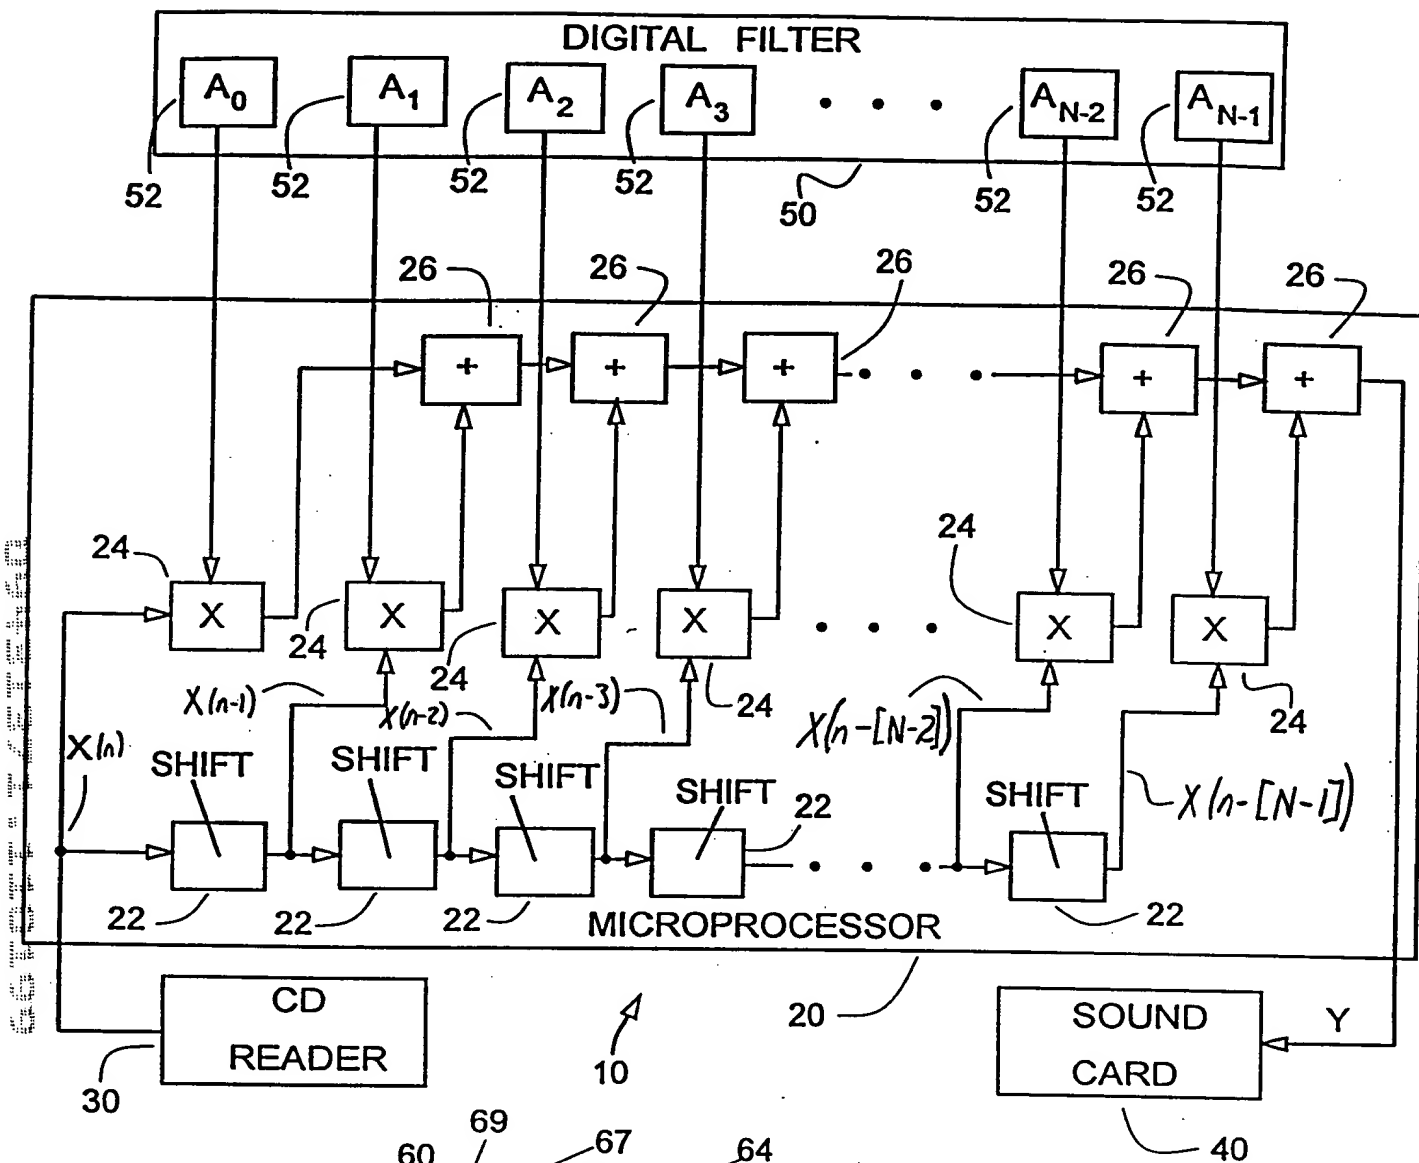 DIGITAL FILTER
A0 A1 A2 A3 • • • AN-2 AN-1
52 52 52 52 52 52
50
26 26 26 26 26
+ + + • • • + +
24 24
X X X X • • • X X
24 24 24 24
X(n-1) X(n-2) X(n-3) X(n-[N-2])
X(n) SHIFT SHIFT SHIFT SHIFT SHIFT X(n-[N-1])
22
• • •
22 22 22 22
MICROPROCESSOR
CD
READER
30
10
20
SOUND
CARD
Y
40
69
60 67 64